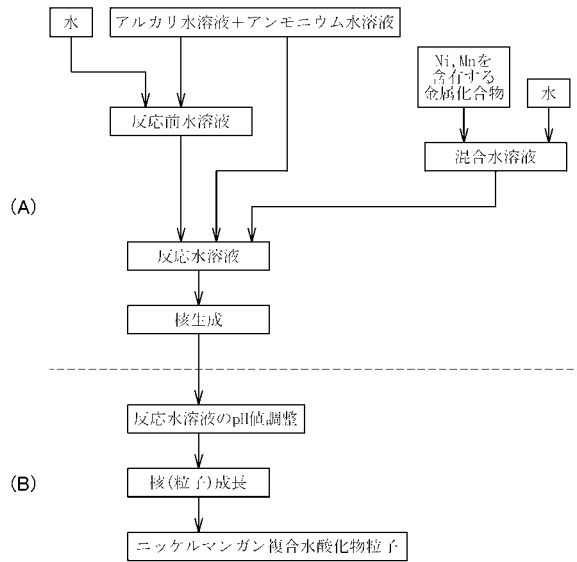 水
アルカリ水溶液＋アンモニウム水溶液
Ni,Mnを
含有する
金属化合物
水
反応前水溶液
混合水溶液
(A)
反応水溶液
核生成
反応水溶液のpH値調整
(B)
核(粒子)成長
ニッケルマンガン複合水酸化物粒子